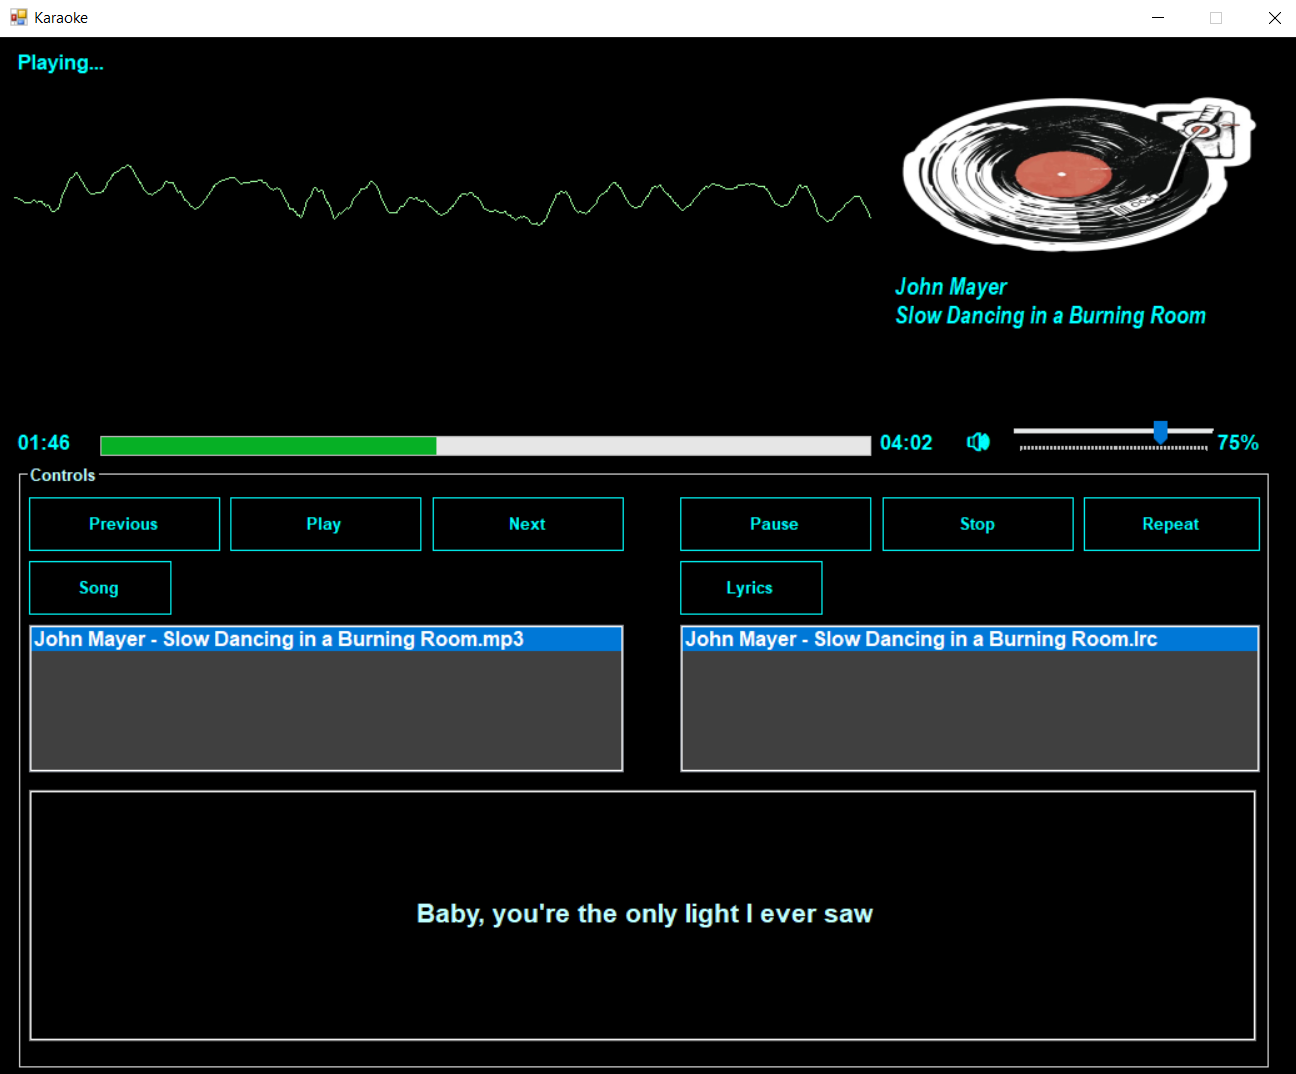 Karaoke
Playing...
John Mayer
Slow Dancing in a Burning Room
01:46
04:02
75%
Controls
Previous
Play
Next
Pause
Stop
Repeat
Song
Lyrics
John Mayer - Slow Dancing in a Burning Room.mp3
John Mayer - Slow Dancing in a Burning Room.lrc
Baby, you're the only light I ever saw